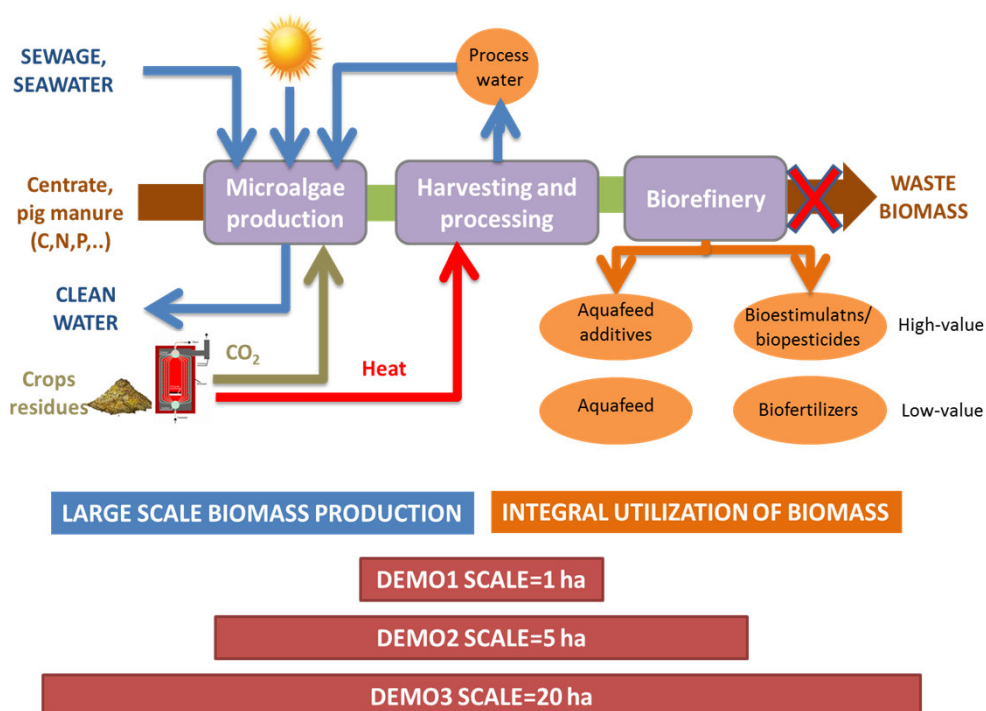 SEWAGE,
SEAWATER
Process
water
Centrate,
pig manure
(C,N,P,..)
Microalgae
production
Harvesting and
processing
Biorefinery
WASTE
BIOMASS
CLEAN
WATER
CO₂
Heat
Crops
residues
Aquafeed
additives
Bioestimulatns/
biopesticides
High-value
Aquafeed
Biofertilizers
Low-value
LARGE SCALE BIOMASS PRODUCTION
INTEGRAL UTILIZATION OF BIOMASS
DEMO1 SCALE=1 ha
DEMO2 SCALE=5 ha
DEMO3 SCALE=20 ha